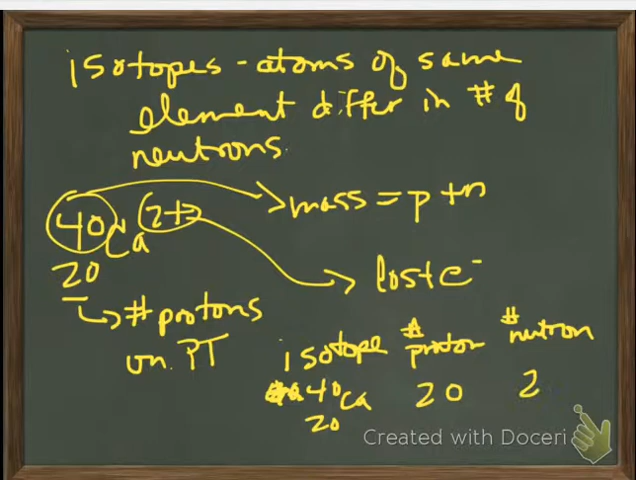 isotopes - atoms of same
element differ in # of
neutrons.
40 Ca 2+
20
mass = p + n
lost e-
# protons
on. PT
isotope # proton # nutron
40 Ca 20 2
20
Created with Doceri